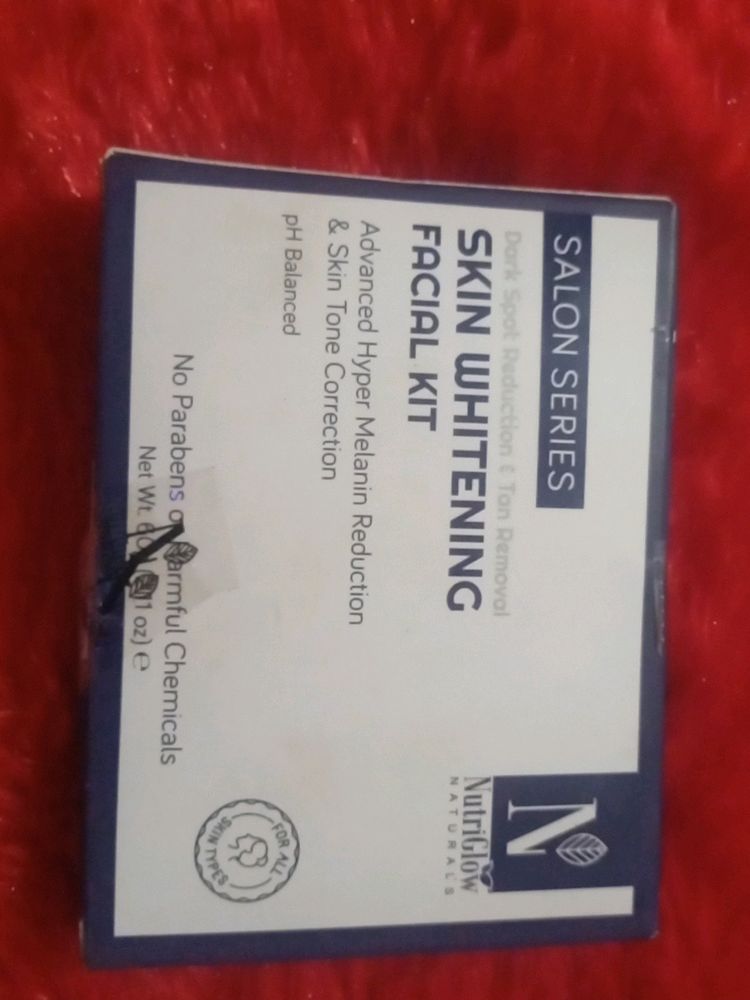 SALON SERIES
Dark Spot Reduction & Tan Removal
SKIN WHITENING
FACIAL KIT
Advanced Hyper Melanin Reduction
& Skin Tone Correction
pH Balanced
No Parabens or Harmful Chemicals
Net Wt. oz) ℮
N
NutriGlow
NATURALS
FOR ALL
SKIN TYPES